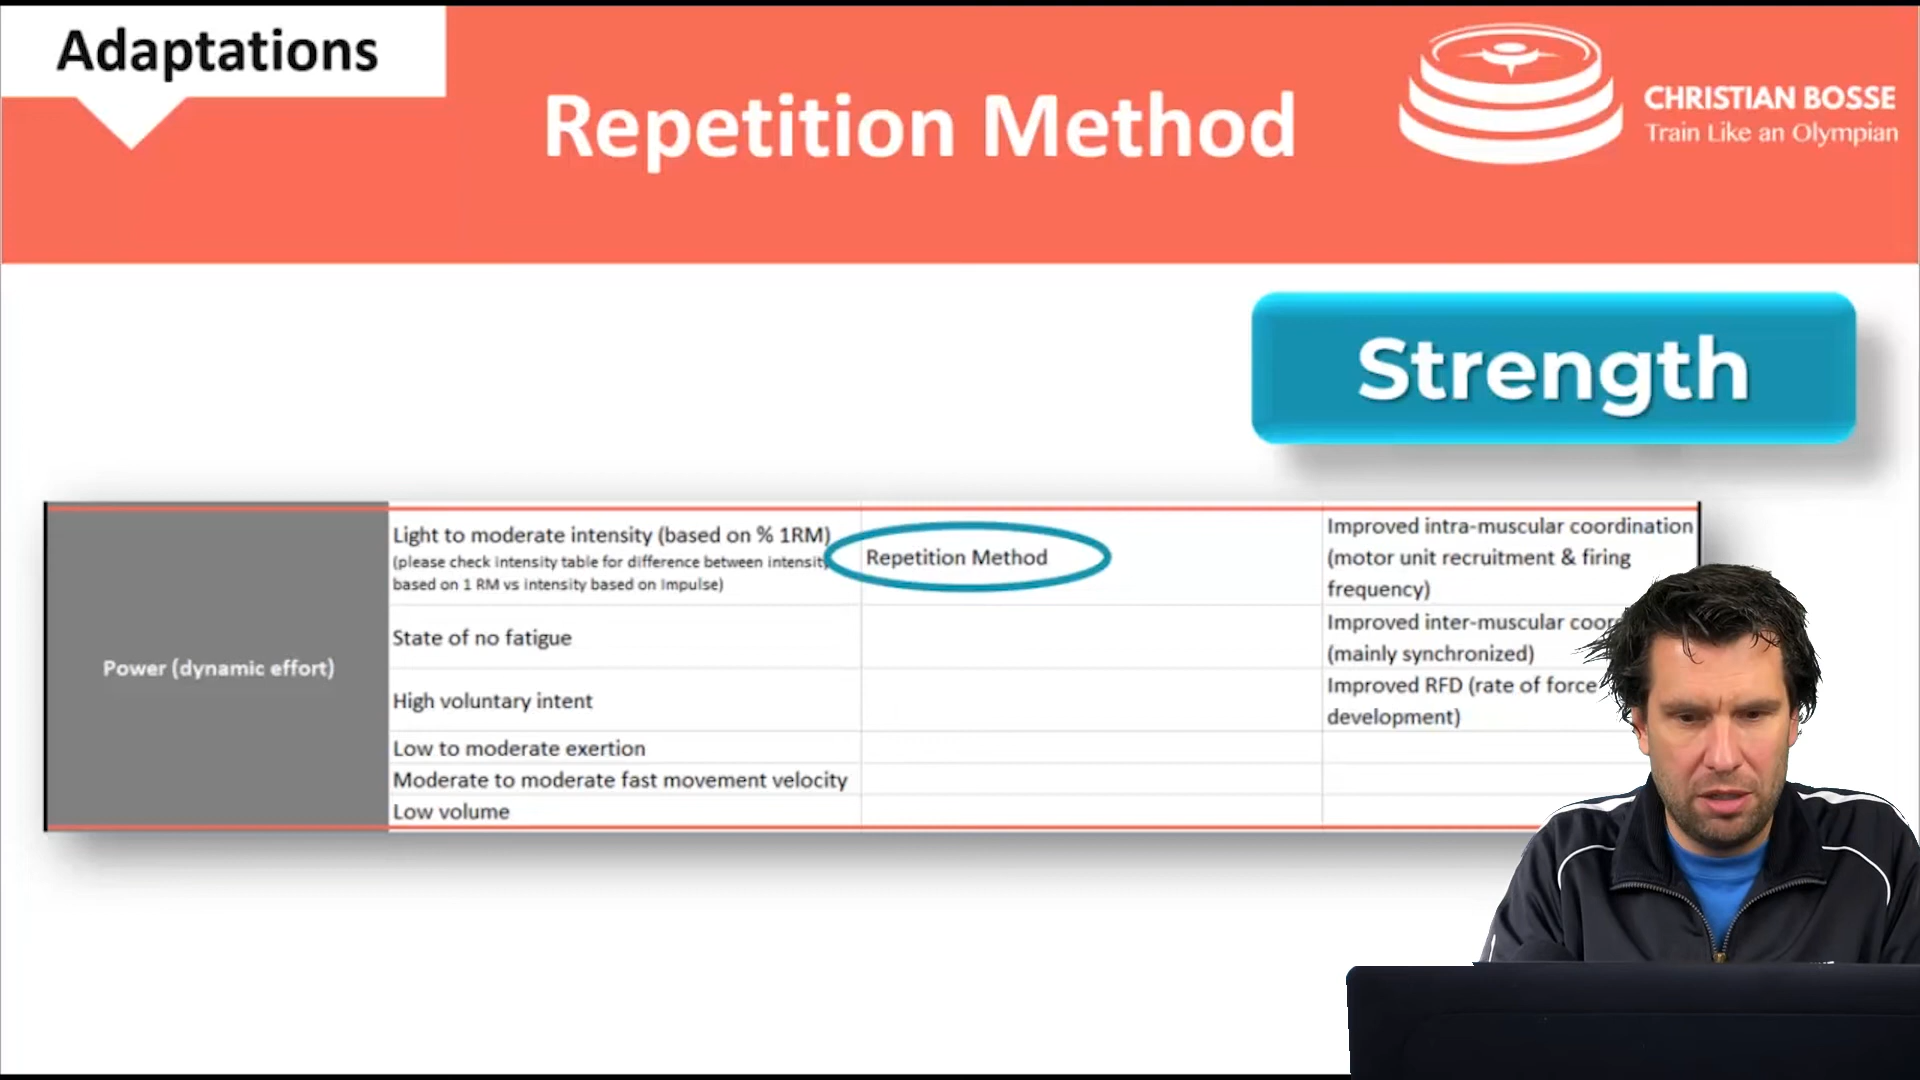 Adaptations
Repetition Method
CHRISTIAN BOSSE
Train Like an Olympian
Strength
Power (dynamic effort)
Light to moderate intensity (based on % 1RM)
(please check intensity table for difference between
based on 1 RM vs intensity based on Impulse)
Repetition Method
Improved intra-muscular coordination
(motor unit recruitment & firing
frequency)
State of no fatigue
Improved inter-muscular
(mainly synchronized)
High voluntary intent
Improved RFD (rate of force
development)
Low to moderate exertion
Moderate to moderate fast movement velocity
Low volume